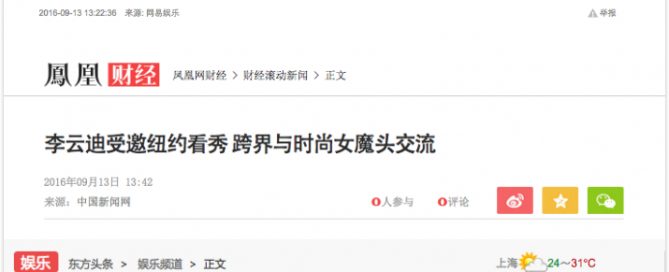 2016-09-13 13:22:36 来源: 网易娱乐 举报
鳳凰 财经 凤凰网财经 > 财经滚动新闻 > 正文
李云迪受邀纽约看秀 跨界与时尚女魔头交流
2016年09月13日 13:42
来源：中国新闻网 0人参与 0评论
娱乐 东方头条 > 娱乐频道 > 正文 上海 24～31℃